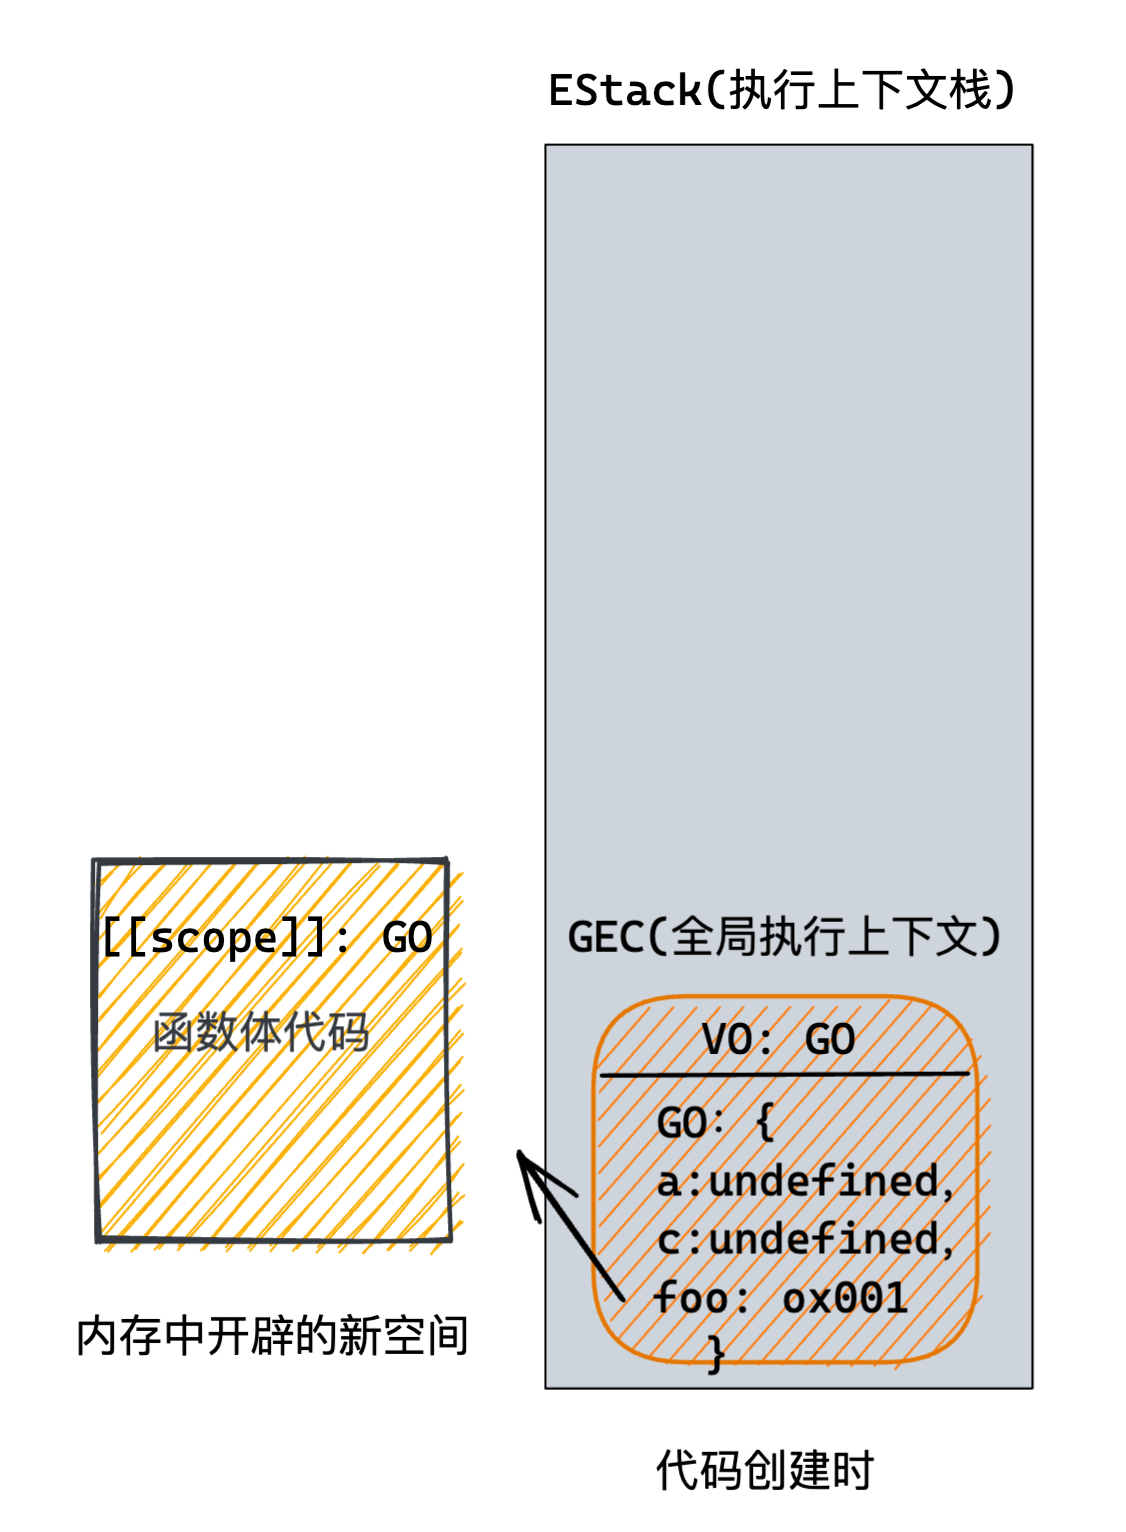 EStack(执行上下文栈)
[[scope]]: GO
函数体代码
内存中开辟的新空间
GEC(全局执行上下文)
VO: GO
GO: {
a:undefined,
c:undefined,
foo: ox001
}
代码创建时